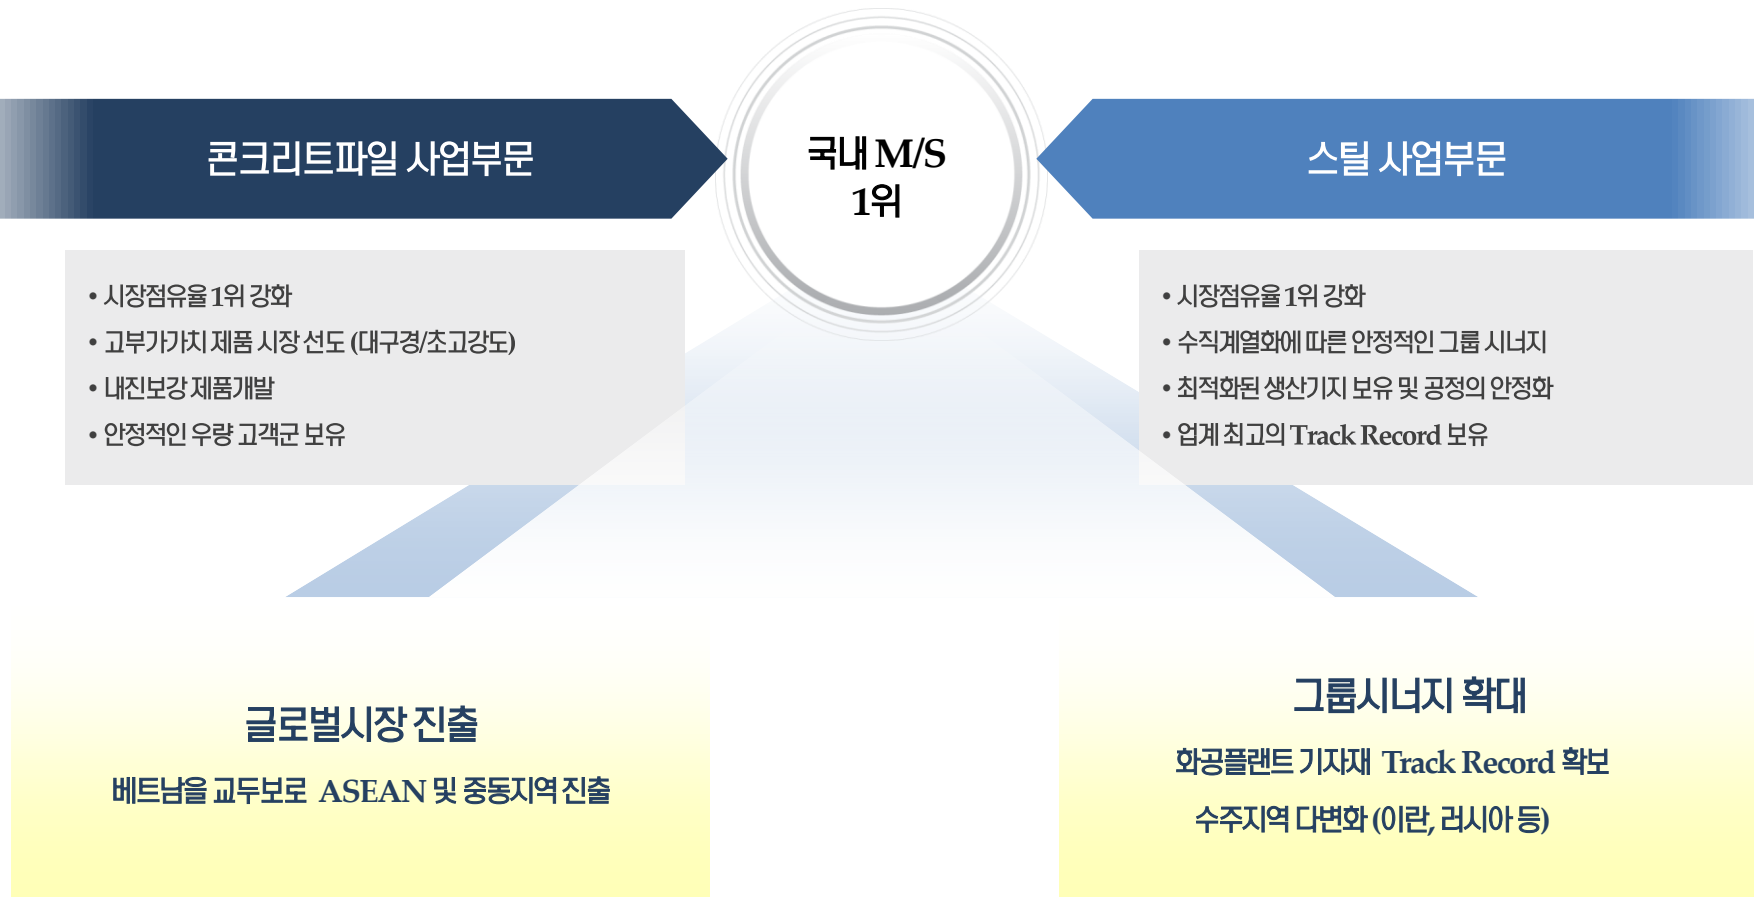 콘크리트파일 사업부문
국내 M/S
1위
스틸 사업부문
• 시장점유율 1위 강화
• 고부가가치 제품 시장 선도 (대구경/초고강도)
• 내진보강 제품개발
• 안정적인 우량 고객군 보유
• 시장점유율 1위 강화
• 수직계열화에 따른 안정적인 그룹 시너지
• 최적화된 생산기지 보유 및 공정의 안정화
• 업계 최고의 Track Record 보유
글로벌시장 진출
베트남을 교두보로 ASEAN 및 중동지역 진출
그룹시너지 확대
화공플랜트 기자재 Track Record 확보
수주지역 다변화 (이란, 러시아 등)